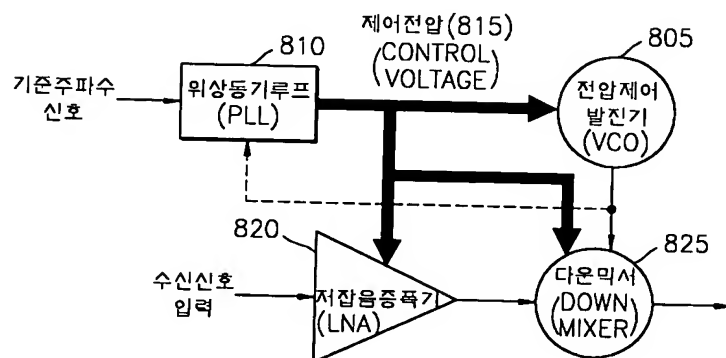 810
제어전압(815)
(CONTROL
VOLTAGE)
805
기준주파수
신호
위상동기루프
(PLL)
전압제어
발진기
(VCO)
820
825
수신신호
입력
저잡음증폭기
(LNA)
다운믹서
(DOWN
MIXER)